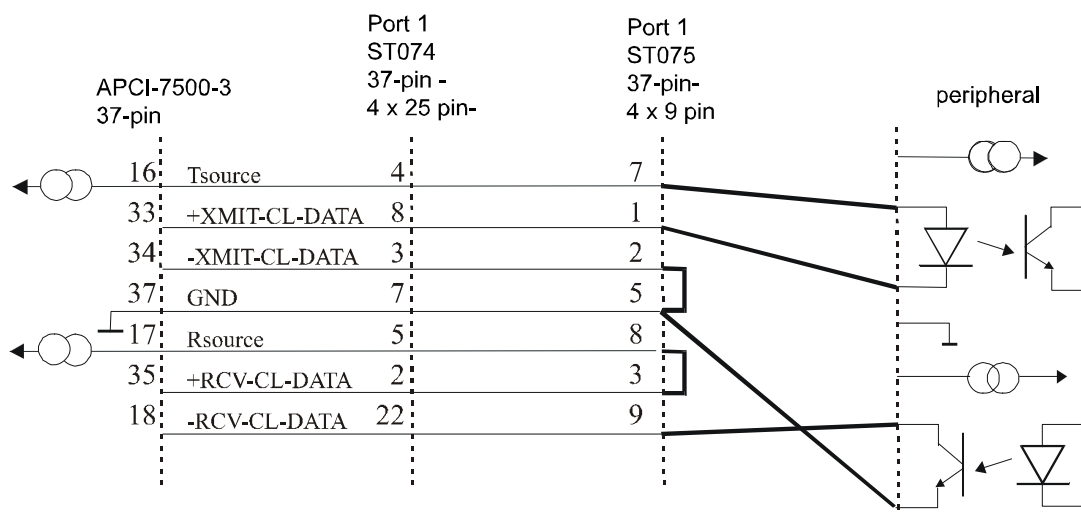 Port 1
ST074
37-pin -
4 x 25 pin-
Port 1
ST075
37-pin-
4 x 9 pin
APCI-7500-3
37-pin
peripheral
16 Tsource 4 7
33 +XMIT-CL-DATA 8 1
34 -XMIT-CL-DATA 3 2
37 GND 7 5
17 Rsource 5 8
35 +RCV-CL-DATA 2 3
18 -RCV-CL-DATA 22 9